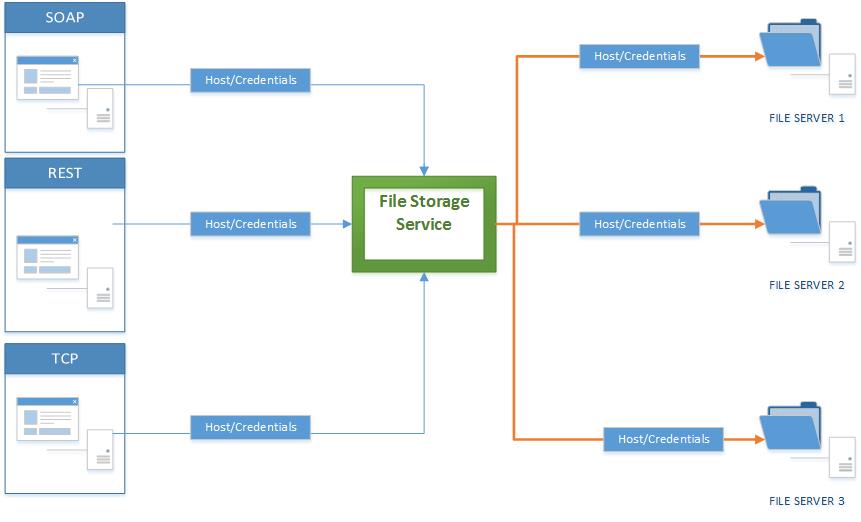 SOAP
Host/Credentials
Host/Credentials
FILE SERVER 1
REST
Host/Credentials
File Storage
Service
Host/Credentials
FILE SERVER 2
TCP
Host/Credentials
Host/Credentials
FILE SERVER 3